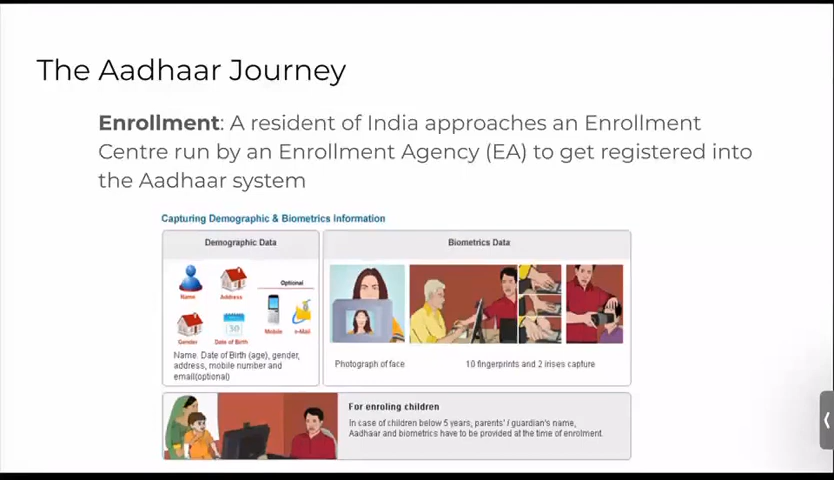 The Aadhaar Journey
Enrollment: A resident of India approaches an Enrollment
Centre run by an Enrollment Agency (EA) to get registered into
the Aadhaar system
Capturing Demographic & Biometrics Information
Demographic Data
Optional
Name
Address
Gender
Date of Birth
30
Mobile
e-Mail
Name. Date of Birth (age), gender,
address, mobile number and
email(optional)
Biometrics Data
Photograph of face
10 fingerprints and 2 irises capture
For enroling children
In case of children below 5 years, parents' / guardian's name,
Aadhaar and biometrics have to be provided at the time of enrolment.